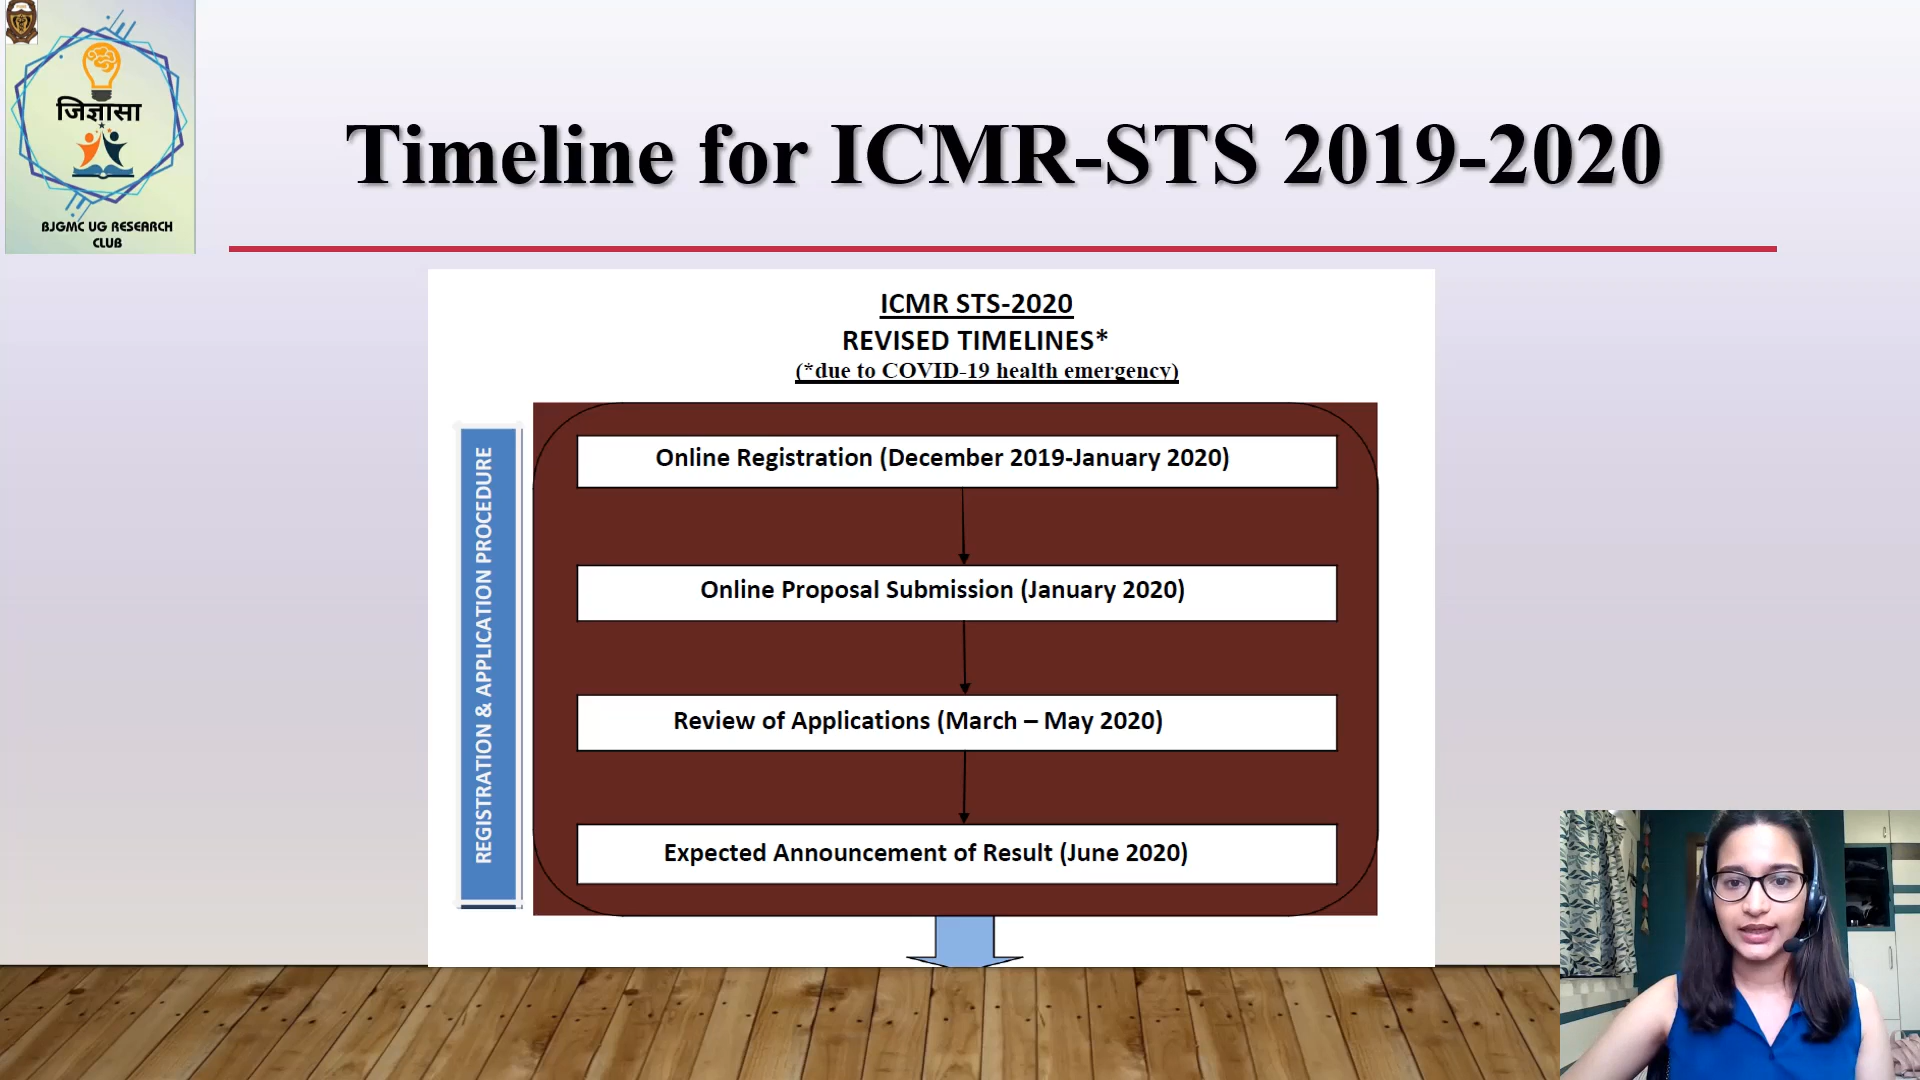 जिज्ञासा
BJGMC UG RESEARCH
CLUB
Timeline for ICMR-STS 2019-2020
ICMR STS-2020
REVISED TIMELINES*
(*due to COVID-19 health emergency)
REGISTRATION & APPLICATION PROCEDURE
Online Registration (December 2019-January 2020)
Online Proposal Submission (January 2020)
Review of Applications (March – May 2020)
Expected Announcement of Result (June 2020)